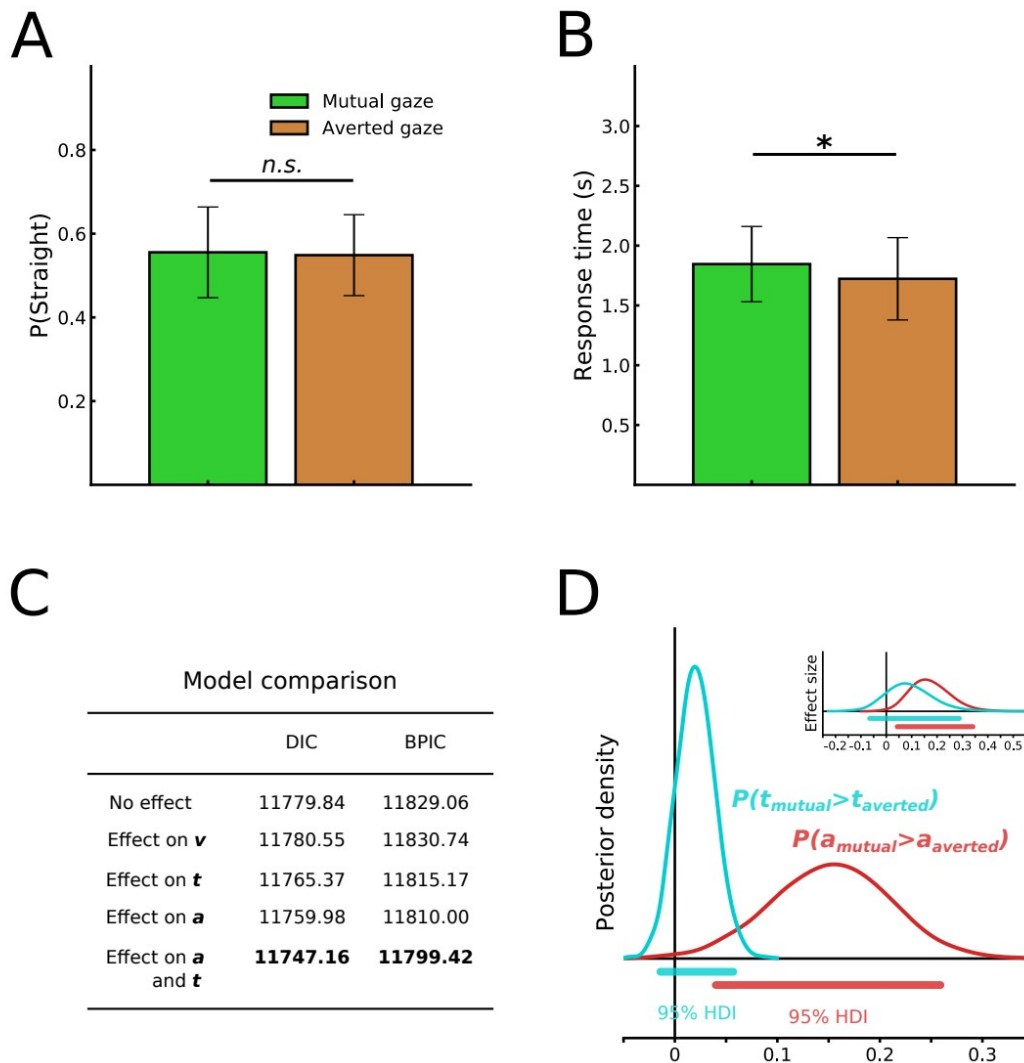 A
P(Straight)
0.8
0.6
0.4
0.2
Mutual gaze
Averted gaze
n.s.
B
Response time (s)
3.0
2.5
2.0
1.5
1.0
0.5
*
C
Model comparison
DIC BPIC
No effect 11779.84 11829.06
Effect on v 11780.55 11830.74
Effect on t 11765.37 11815.17
Effect on a 11759.98 11810.00
Effect on a 11747.16 11799.42
and t
D
Posterior density
Effect size
-0.2 -0.1 0 0.1 0.2 0.3 0.4 0.5
P(tmutual>taverted)
P(amutual>aaverted)
95% HDI
95% HDI
0 0.1 0.2 0.3